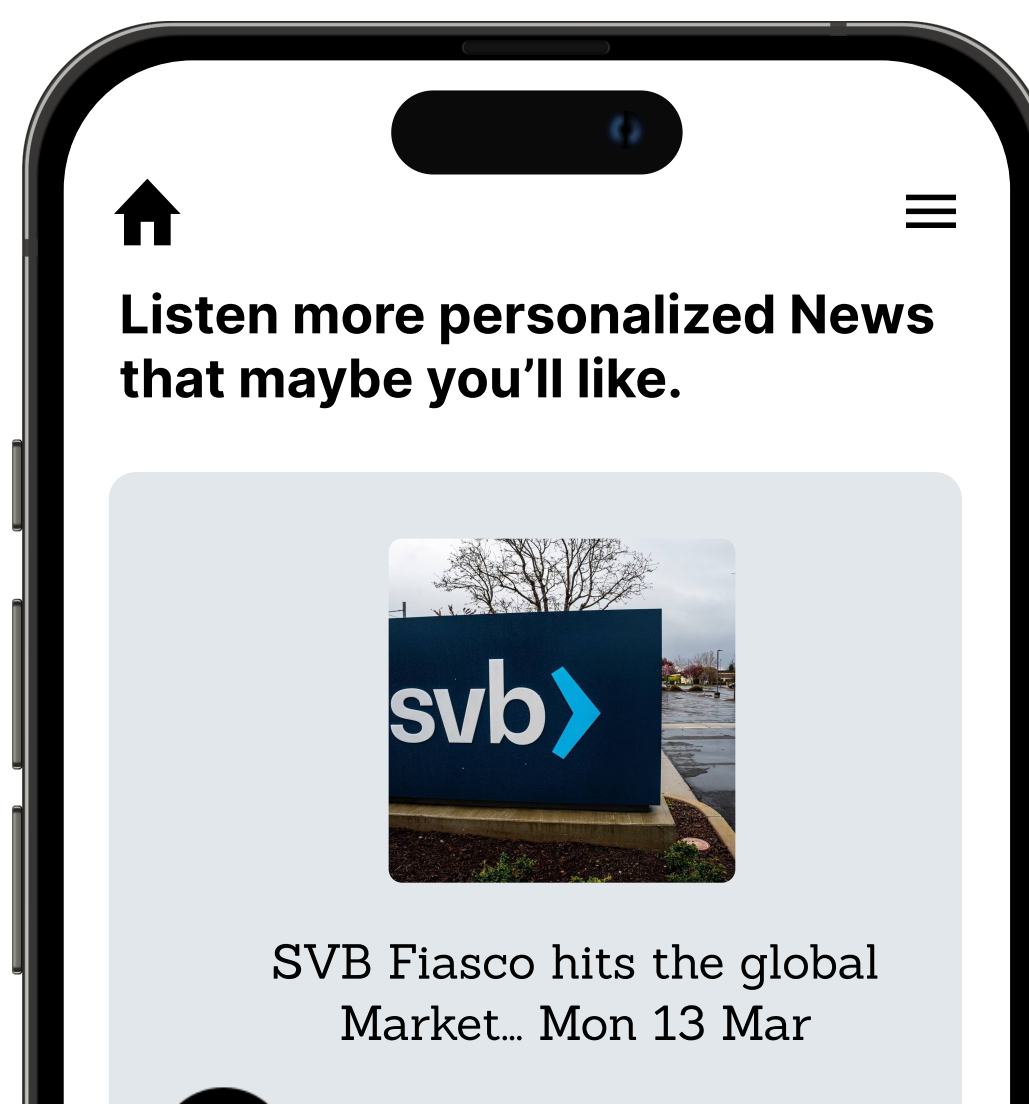 Listen more personalized News
that maybe you’ll like.
svb
SVB Fiasco hits the global
Market... Mon 13 Mar